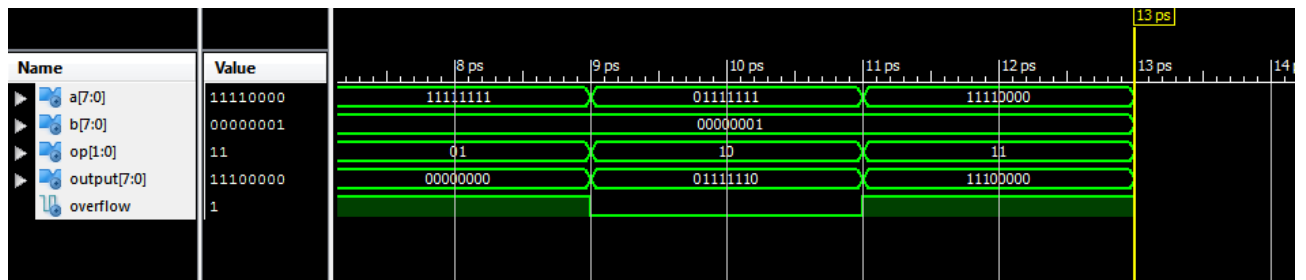 13 ps
Name Value 8 ps 9 ps 10 ps 11 ps 12 ps 13 ps 14
a[7:0] 11110000 11111111 01111111 11110000
b[7:0] 00000001 00000001
op[1:0] 11 01 10 11
output[7:0] 11100000 00000000 01111110 11100000
overflow 1